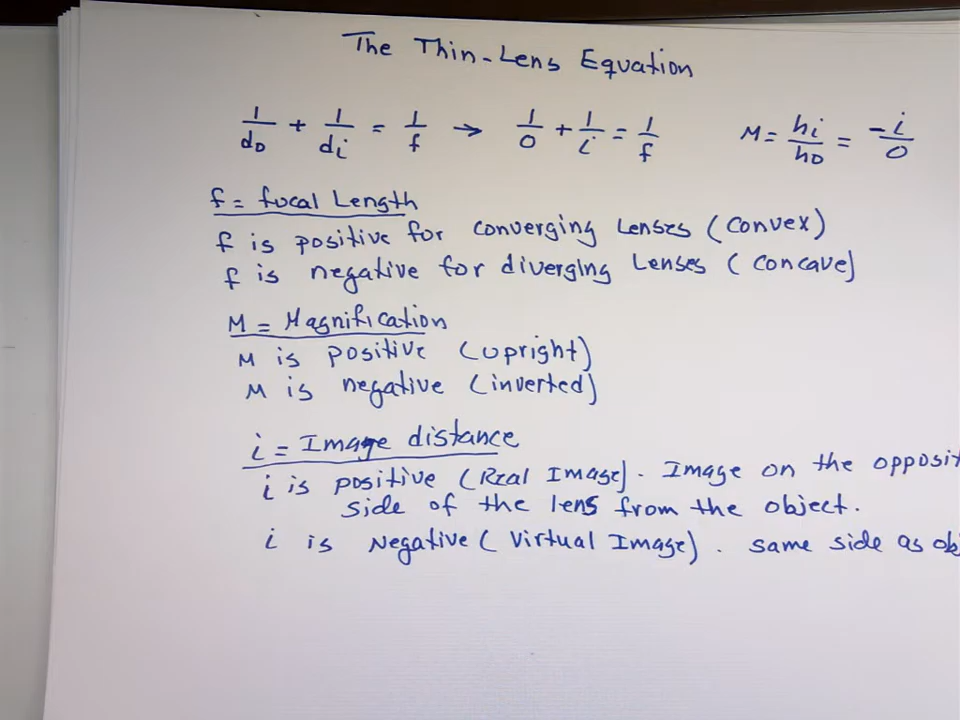 The Thin-Lens Equation
1/do + 1/di = 1/f → 1/o + 1/i = 1/f M = hi/ho = -i/o
f = focal Length
f is positive for converging Lenses (convex)
f is negative for diverging Lenses (concave)
M = Magnification
M is positive (upright)
M is negative (inverted)
i = Image distance
i is positive (Real Image). Image on the opposit
side of the lens from the object.
i is Negative (Virtual Image). same side as obj